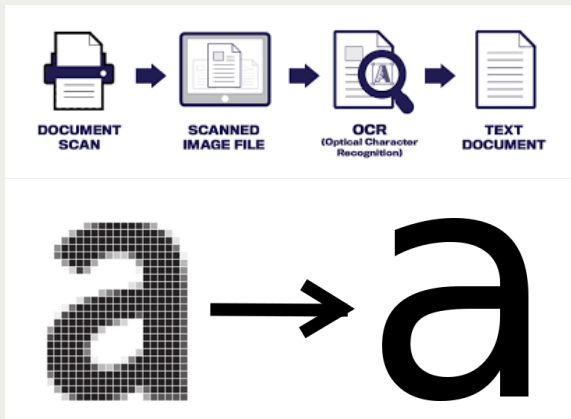 DOCUMENT
SCAN
SCANNED
IMAGE FILE
OCR
(Optical Character
Recognition)
TEXT
DOCUMENT
A
a
a